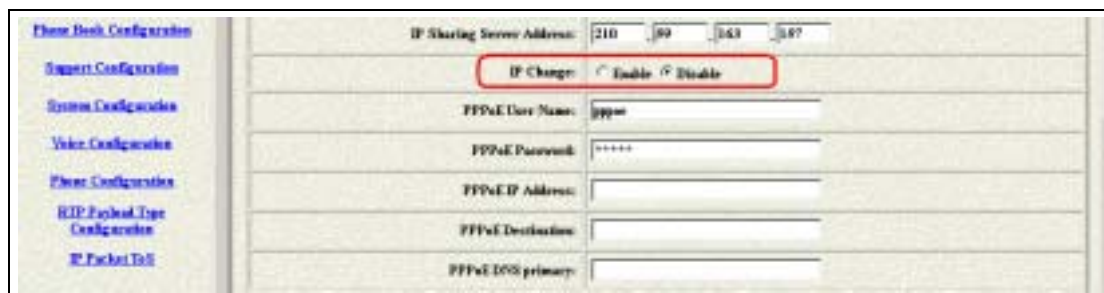 Phone Book Configuration
Support Configuration
System Configuration
Voice Configuration
Phone Configuration
RTP Payload Type
Configuration
IP Packet ToS
IP Sharing Server Address: 210 . . 163 .
IP Change: Enable Disable
PPPoE User Name: pppoe
PPPoE Password: *****
PPPoE IP Address:
PPPoE Destination:
PPPoE DNS primary: